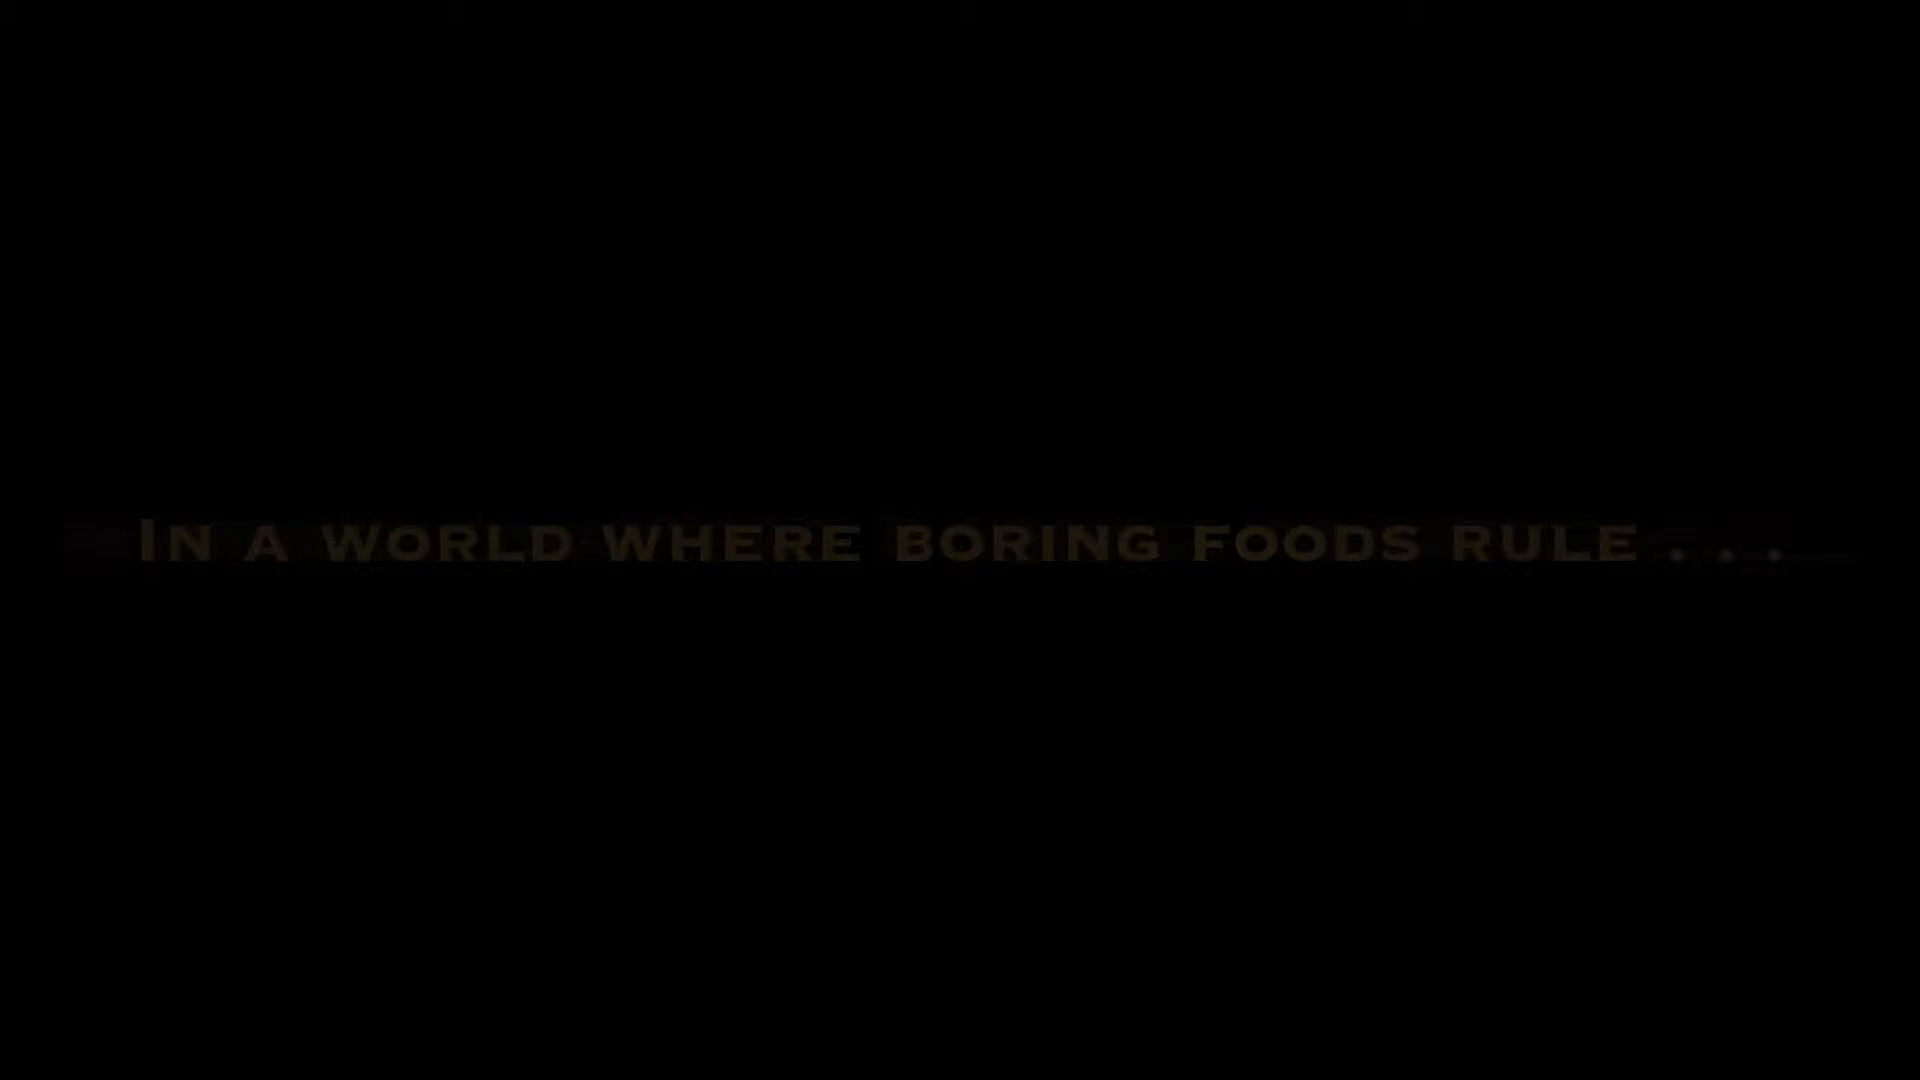 In a world where boring foods rule . . .